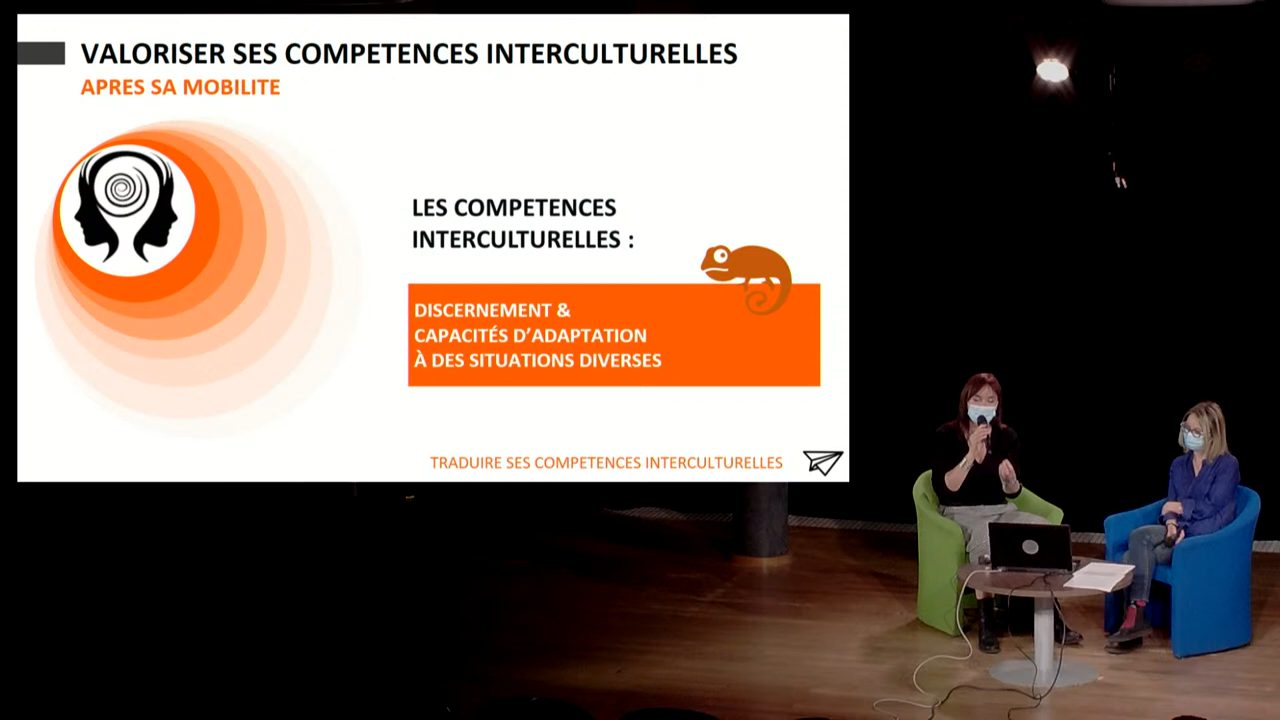 VALORISER SES COMPETENCES INTERCULTURELLES
APRES SA MOBILITE
LES COMPETENCES
INTERCULTURELLES :
DISCERNEMENT &
CAPACITÉS D'ADAPTATION
À DES SITUATIONS DIVERSES
TRADUIRE SES COMPETENCES INTERCULTURELLES